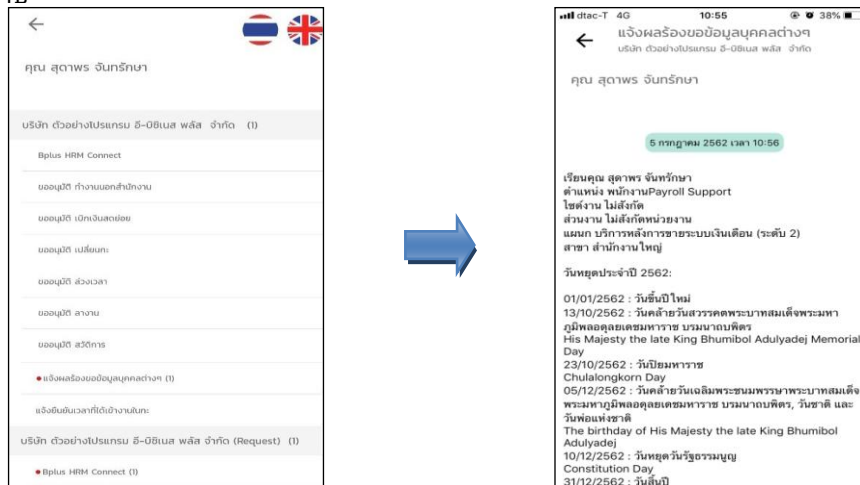 คุณ สุดาพร จันทรักษา
บริษัท ตัวอย่างโปรแกรม อี-บิซิเนส พลัส จำกัด (1)
Bplus HRM Connect
ขออนุมัติ ทำงานนอกสำนักงาน
ขออนุมัติ เบิกเงินสดย่อย
ขออนุมัติ เปลี่ยนกะ
ขออนุมัติ ล่วงเวลา
ขออนุมัติ ลางาน
ขออนุมัติ สวัสดิการ
แจ้งผลร้องขอข้อมูลบุคคลต่างๆ (1)
แจ้งยืนยันเวลาที่ได้เข้างานในกะ
บริษัท ตัวอย่างโปรแกรม อี-บิซิเนส พลัส จำกัด (Request) (1)
Bplus HRM Connect (1)
dtac-T 4G 10:55 38%
แจ้งผลร้องขอข้อมูลบุคคลต่างๆ
บริษัท ตัวอย่างโปรแกรม อี-บิซิเนส พลัส จำกัด
คุณ สุดาพร จันทรักษา
5 กรกฎาคม 2562 เวลา 10:56
เรียนคุณ สุดาพร จันทรักษา
ตำแหน่ง พนักงานPayroll Support
ไซต์งาน ไม่สังกัด
ส่วนงาน ไม่สังกัดหน่วยงาน
แผนก บริการหลังการขายระบบเงินเดือน (ระดับ 2)
สาขา สำนักงานใหญ่
วันหยุดประจำปี 2562:
01/01/2562 : วันขึ้นปีใหม่
13/10/2562 : วันคล้ายวันสวรรคตพระบาทสมเด็จพระมหา
ภูมิพลอดุลยเดชมหาราช บรมนาถบพิตร
His Majesty the late King Bhumibol Adulyadej Memorial
Day
23/10/2562 : วันปิยมหาราช
Chulalongkorn Day
05/12/2562 : วันคล้ายวันเฉลิมพระชนมพรรษาพระบาทสมเด็จ
พระมหาภูมิพลอดุลยเดชมหาราช บรมนาถบพิตร, วันชาติ และ
วันพ่อแห่งชาติ
The birthday of His Majesty the late King Bhumibol
Adulyadej
10/12/2562 : วันหยุดวันรัฐธรรมนูญ
Constitution Day
31/12/2562 : วันสิ้นปี